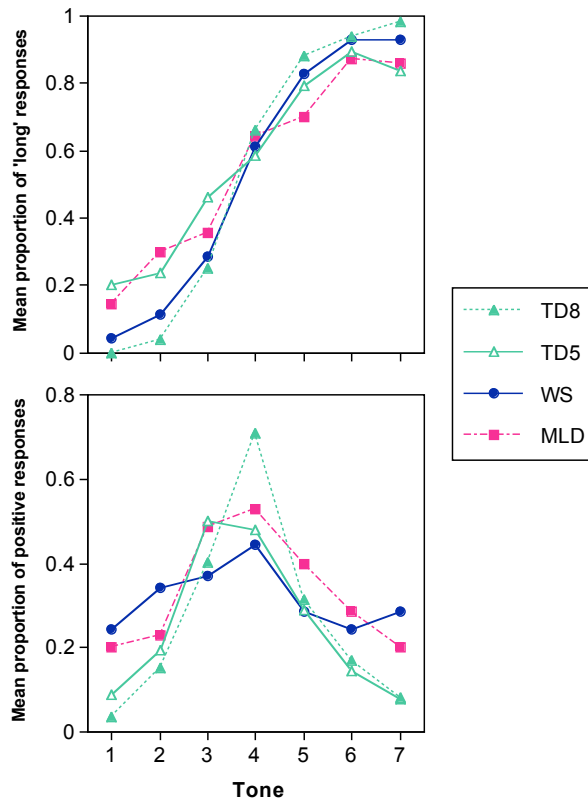 Mean proportion of 'long' responses
1
0.8
0.6
0.4
0.2
0
Mean proportion of positive responses
0.8
0.6
0.4
0.2
0
1 2 3 4 5 6 7
Tone
TD8
TD5
WS
MLD